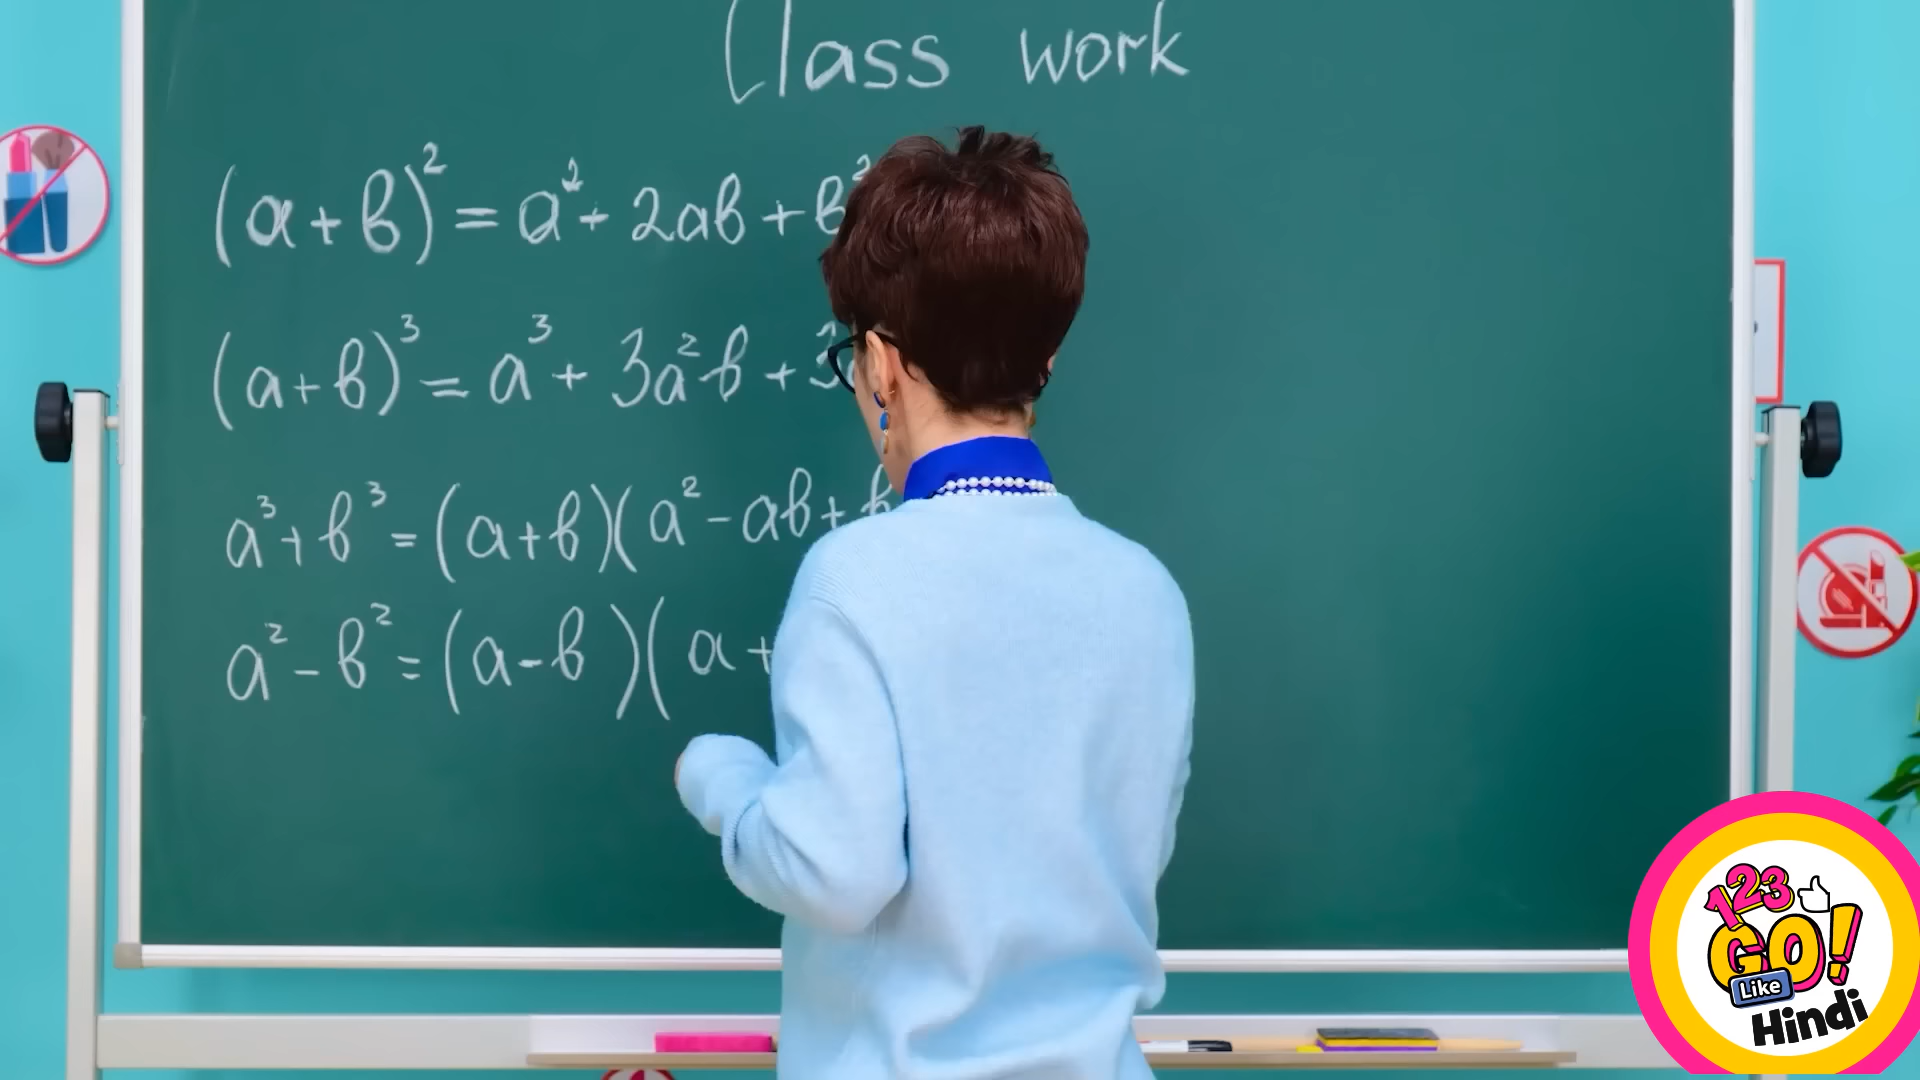 Class work
(a+b)² = a² + 2ab + b²
(a+b)³ = a³ + 3a²b + 3
a³+b³ = (a+b)(a² - ab + b
a² - b² = (a-b)(a+
123
GO!
Like
Hindi